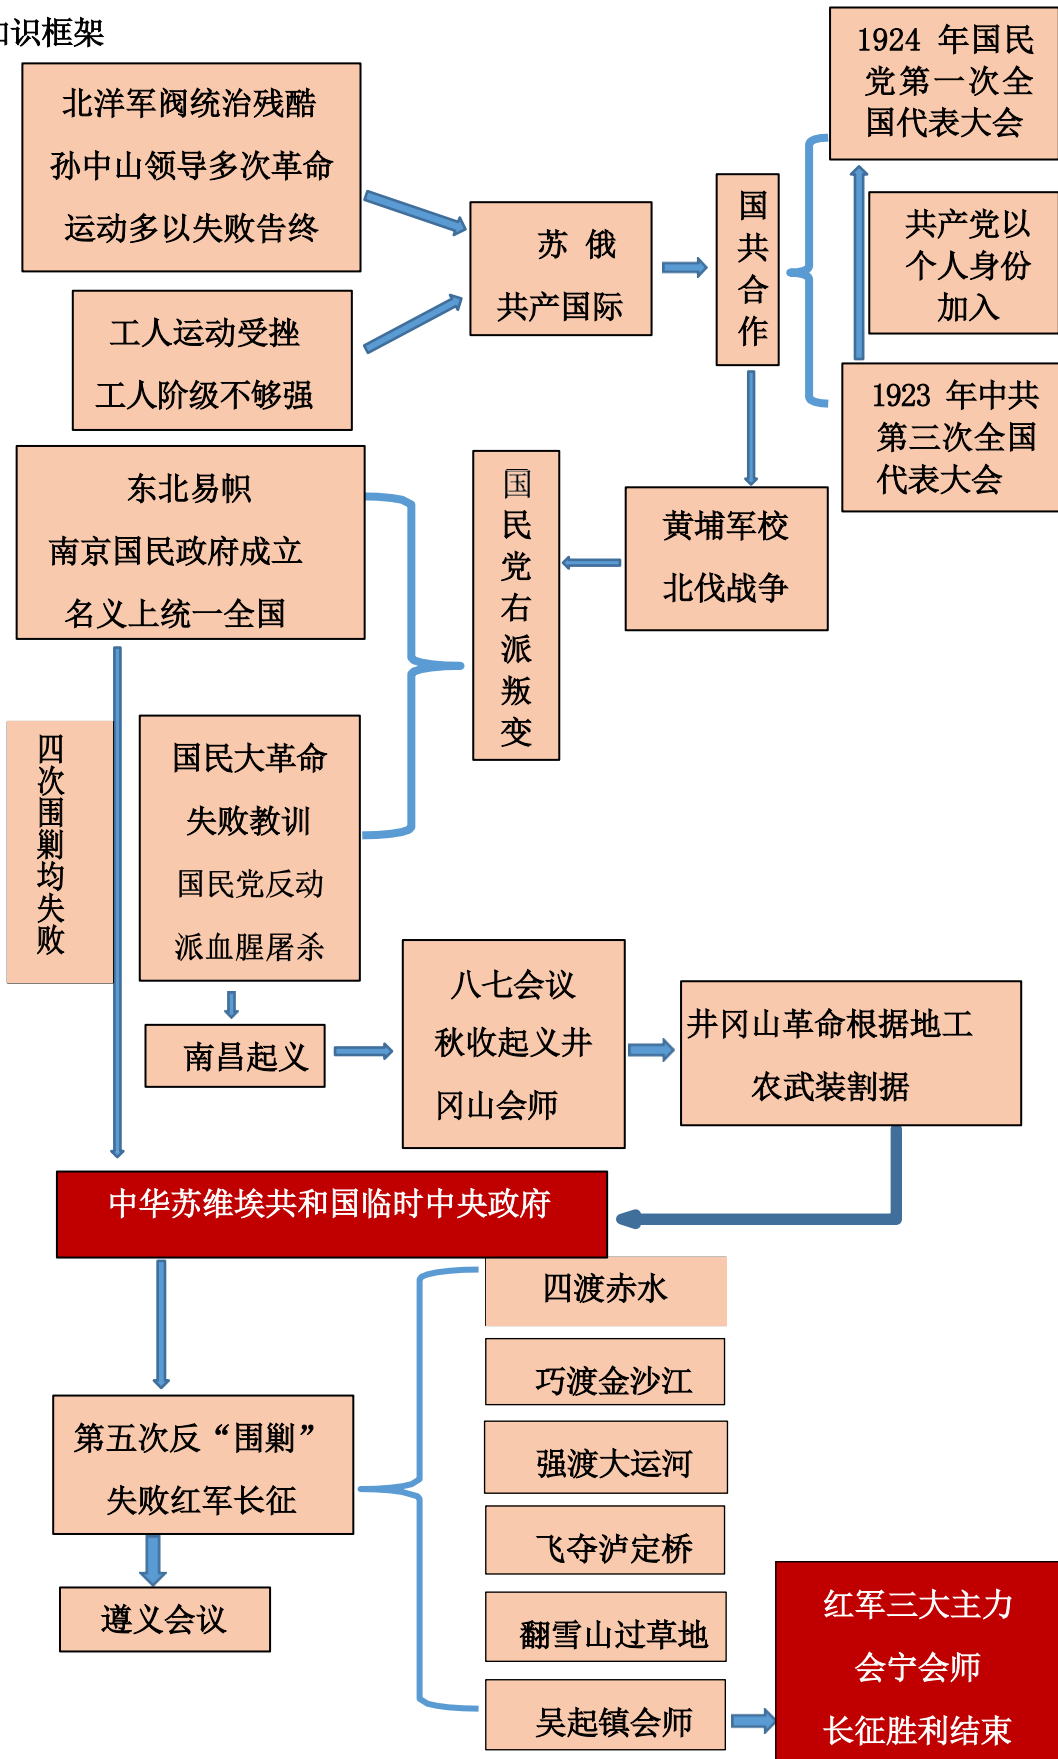 识框架
1924 年国民
党第一次全
国代表大会
北洋军阀统治残酷
孙中山领导多次革命
运动多以失败告终
苏 俄
共产国际
国
共
合
作
共产党以
个人身份
加入
工人运动受挫
工人阶级不够强
1923 年中共
第三次全国
代表大会
东北易帜
南京国民政府成立
名义上统一全国
国
民
党
右
派
叛
变
黄埔军校
北伐战争
四
次
围
剿
均
失
败
国民大革命
失败教训
国民党反动
派血腥屠杀
南昌起义
八七会议
秋收起义井
冈山会师
井冈山革命根据地工
农武装割据
中华苏维埃共和国临时中央政府
四渡赤水
巧渡金沙江
第五次反“围剿”
失败红军长征
强渡大运河
飞夺泸定桥
遵义会议
翻雪山过草地
吴起镇会师
红军三大主力
会宁会师
长征胜利结束